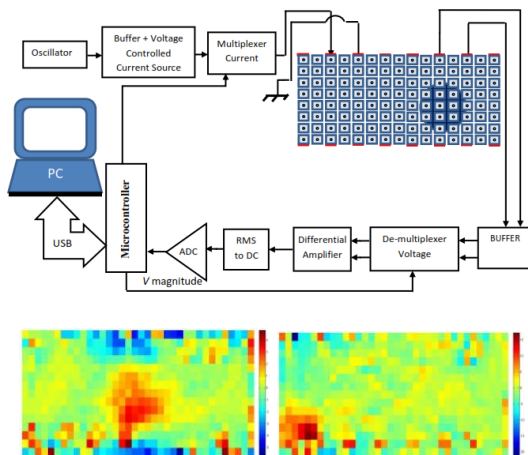 Oscillator
Buffer + Voltage
Controlled
Current Source
Multiplexer
Current
PC
USB
Microcontroller
ADC
RMS
to DC
Differential
Amplifier
De-multiplexer
Voltage
BUFFER
V magnitude